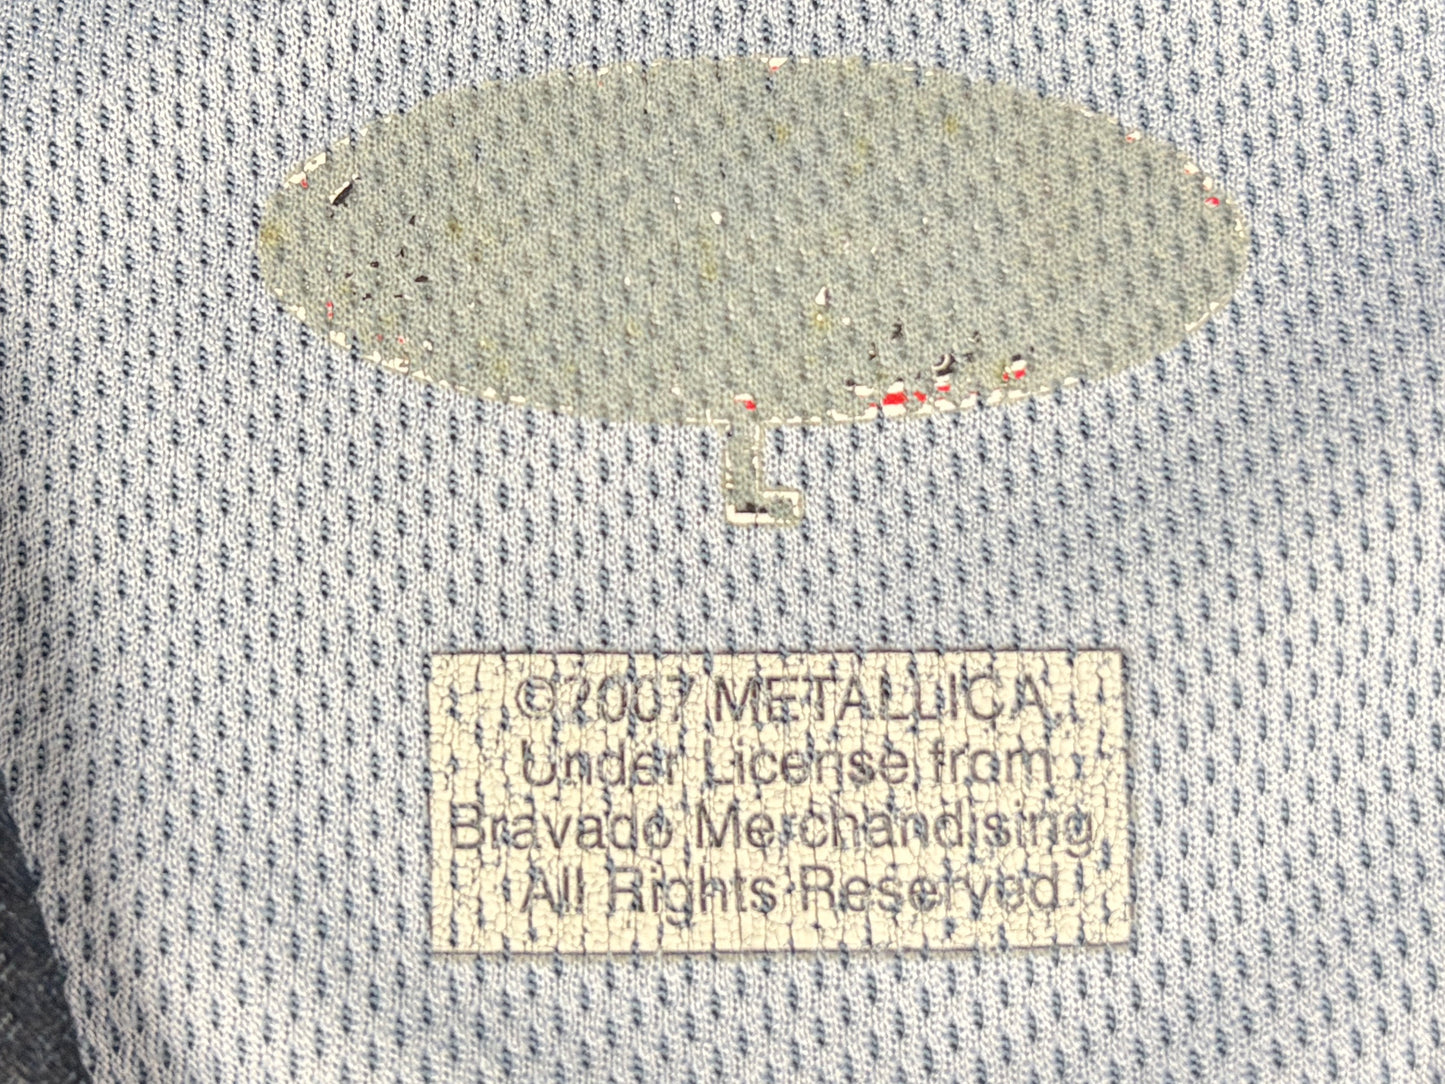 L
©2007 METALLICA,
Under License from
Bravado Merchandising
All Rights Reserved